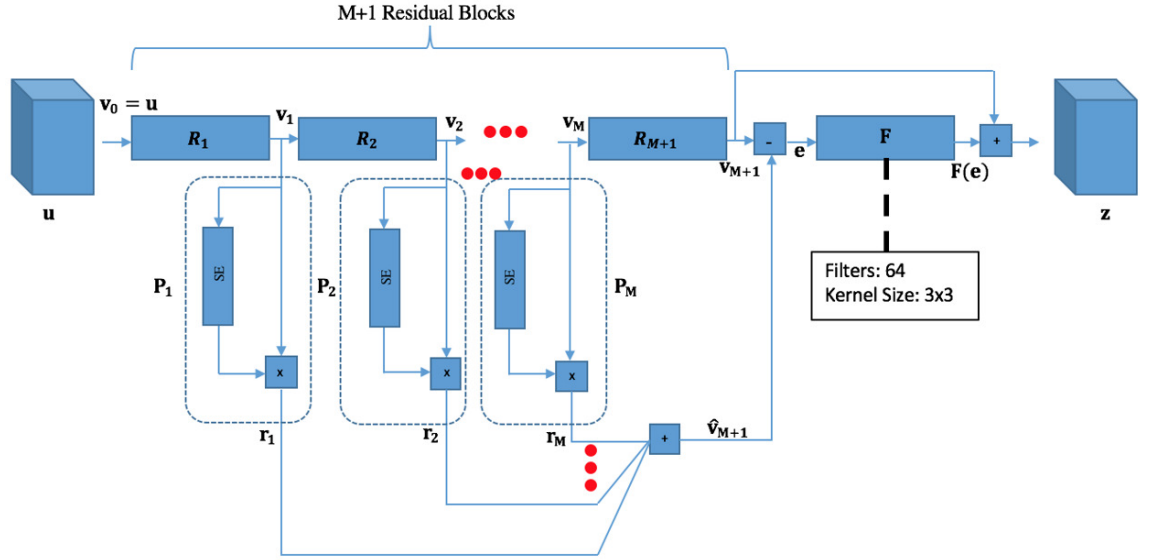 M+1 Residual Blocks
v₀ = u
v₁
v₂
v_M
R₁
R₂
R_{M+1}
-
F
+
v_{M+1}
e
F(e)
u
z
SE
SE
SE
P₁
P₂
P_M
Filters: 64
Kernel Size: 3x3
x
x
x
r₁
r₂
r_M
+
v̂_{M+1}